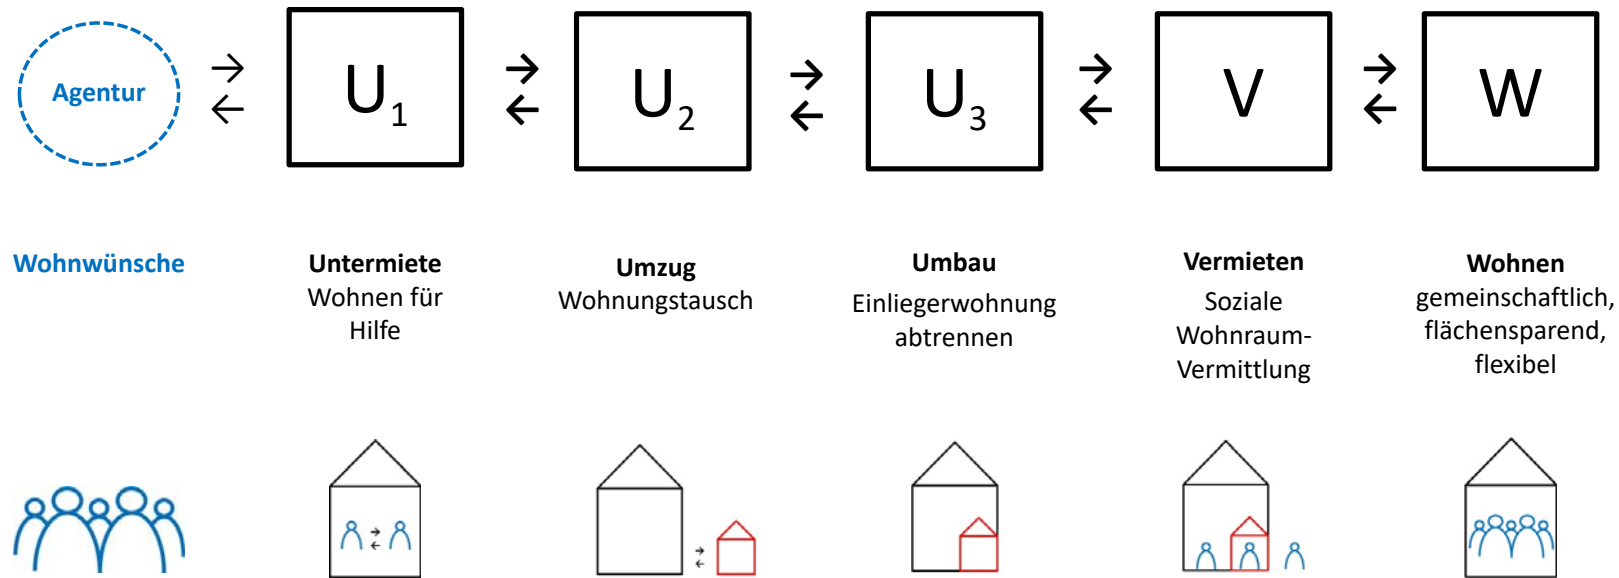 Agentur
U1
U2
U3
V
W
Wohnwünsche
Untermiete
Wohnen für
Hilfe
Umzug
Wohnungstausch
Umbau
Einliegerwohnung
abtrennen
Vermieten
Soziale
Wohnraum-
Vermittlung
Wohnen
gemeinschaftlich,
flächensparend,
flexibel